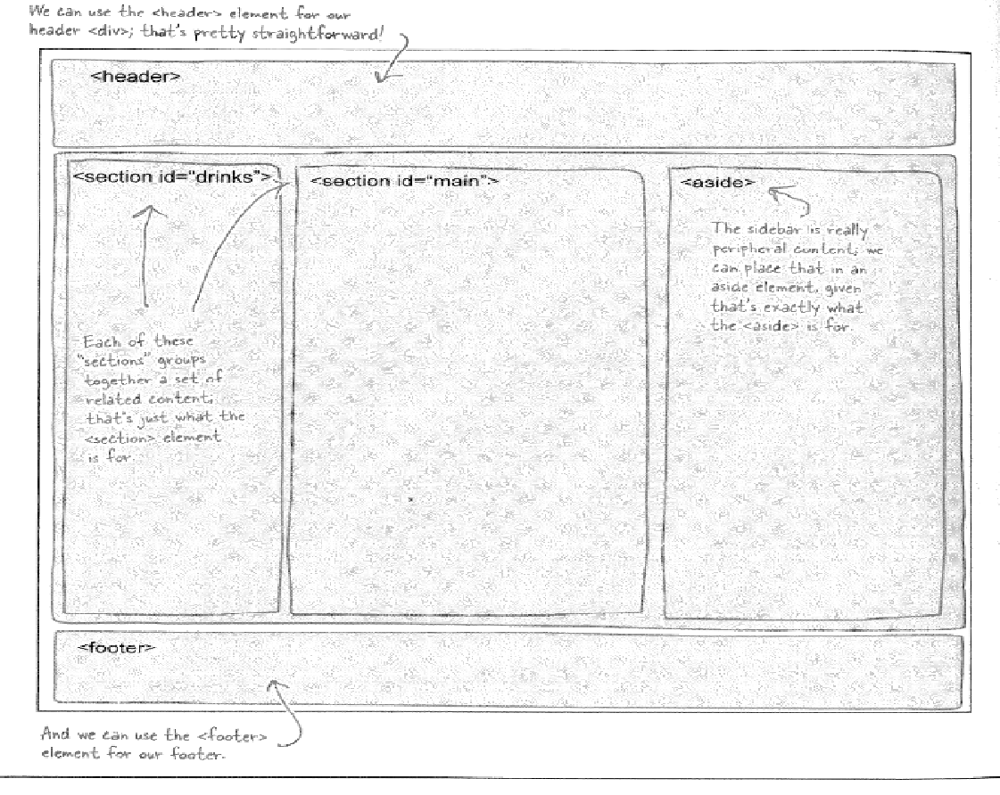 We can use the <header> element for our
header <div>; that's pretty straightforward!
<header>
<section id="drinks">
<section id="main">
<aside>
The sidebar is really
peripheral content; we
can place that in an
aside element, given
that's exactly what
the <aside> is for.
Each of these
"sections" groups
together a set of
related content;
that's just what the
<section> element
is for.
<footer>
And we can use the <footer>
element for our footer.